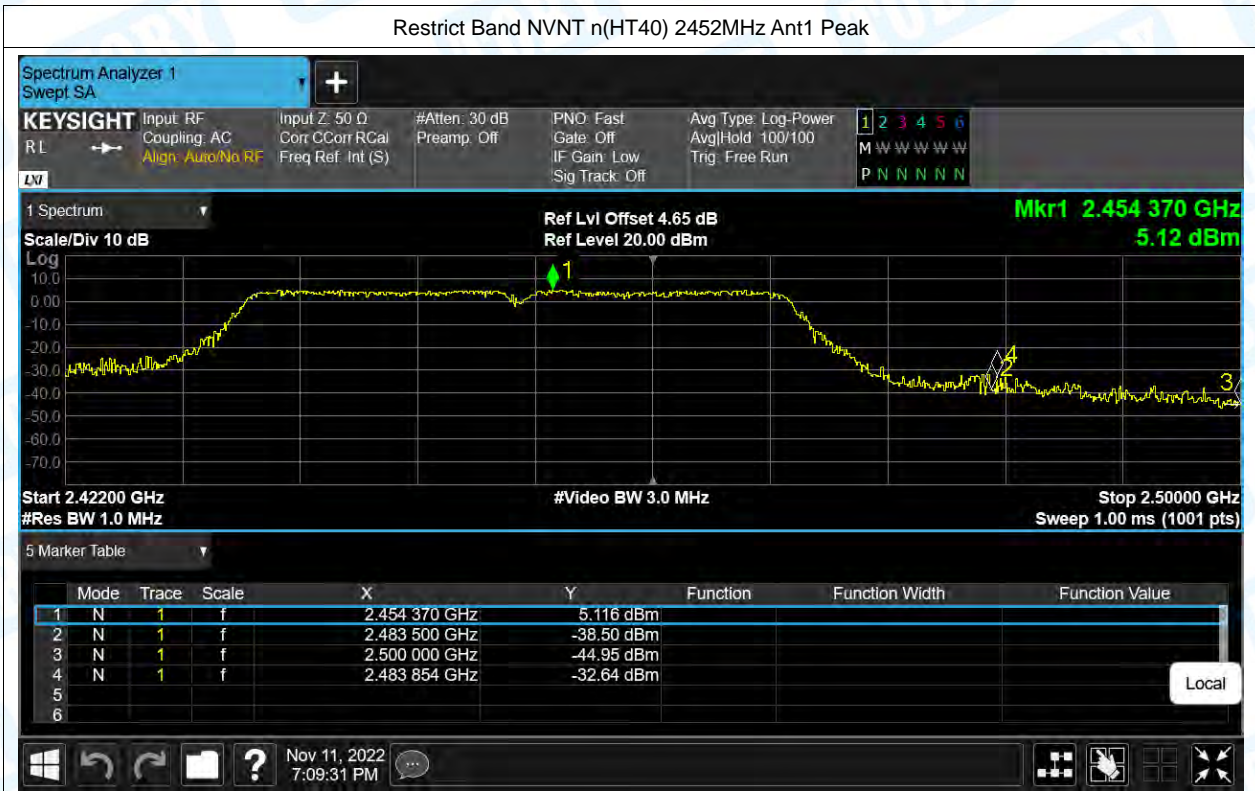 Restrict Band NVNT n(HT40) 2452MHz Ant1 Peak
Spectrum Analyzer 1
Swept SA
+
KEYSIGHT
RL
LXI
Input: RF
Coupling: AC
Align: Auto/No RF
Input Z: 50 Ω
Corr CCorr RCal
Freq Ref: Int (S)
#Atten: 30 dB
Preamp: Off
PNO: Fast
Gate: Off
IF Gain: Low
Sig Track: Off
Avg Type: Log-Power
Avg|Hold: 100/100
Trig: Free Run
1 2 3 4 5 6
M W W W W W W
P N N N N N N
1 Spectrum
Scale/Div 10 dB
Ref Lvl Offset 4.65 dB
Ref Level 20.00 dBm
Mkr1 2.454 370 GHz
5.12 dBm
Log
10.0
0.00
-10.0
-20.0
-30.0
-40.0
-50.0
-60.0
-70.0
1
4
2
3
Start 2.42200 GHz
#Res BW 1.0 MHz
#Video BW 3.0 MHz
Stop 2.50000 GHz
Sweep 1.00 ms (1001 pts)
5 Marker Table
Mode Trace Scale X Y Function Function Width Function Value
1 N 1 f 2.454 370 GHz 5.116 dBm
2 N 1 f 2.483 500 GHz -38.50 dBm
3 N 1 f 2.500 000 GHz -44.95 dBm
4 N 1 f 2.483 854 GHz -32.64 dBm
5
6
Local
?
Nov 11, 2022
7:09:31 PM